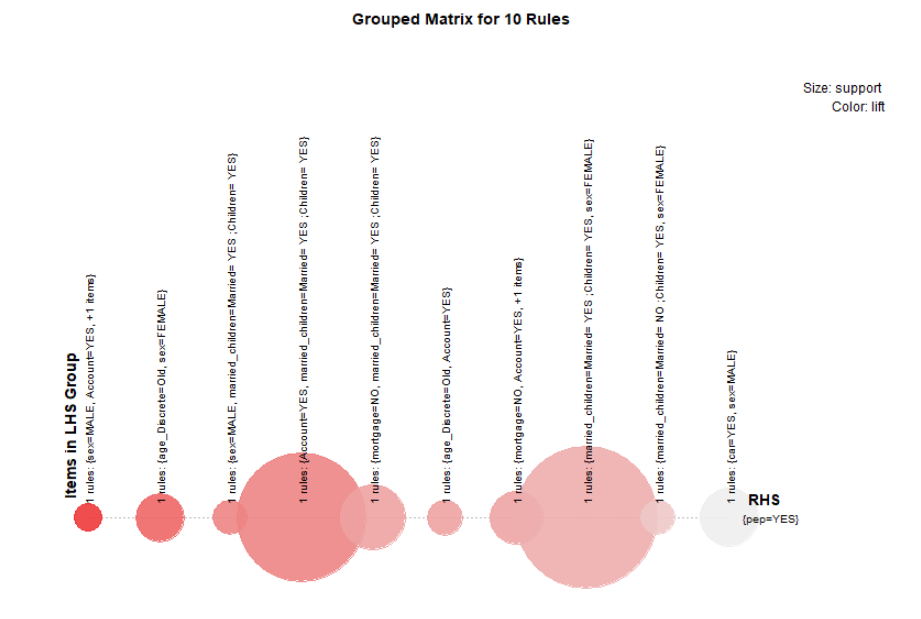 Grouped Matrix for 10 Rules
Size: support
Color: lift
Items in LHS Group
1 rules: {sex=MALE, Account=YES, +1 items}
1 rules: {age_Discrete=Old, sex=FEMALE}
1 rules: {sex=MALE, married_children=Married= YES ;Children= YES}
1 rules: {Account=YES, married_children=Married= YES ;Children= YES}
1 rules: {mortgage=NO, married_children=Married= YES ;Children= YES}
1 rules: {age_Discrete=Old, Account=YES}
1 rules: {mortgage=NO, Account=YES, +1 items}
1 rules: {married_children=Married= YES ;Children= YES, sex=FEMALE}
1 rules: {married_children=Married= NO ;Children= YES, sex=FEMALE}
1 rules: {car=YES, sex=MALE}
RHS
{pep=YES}